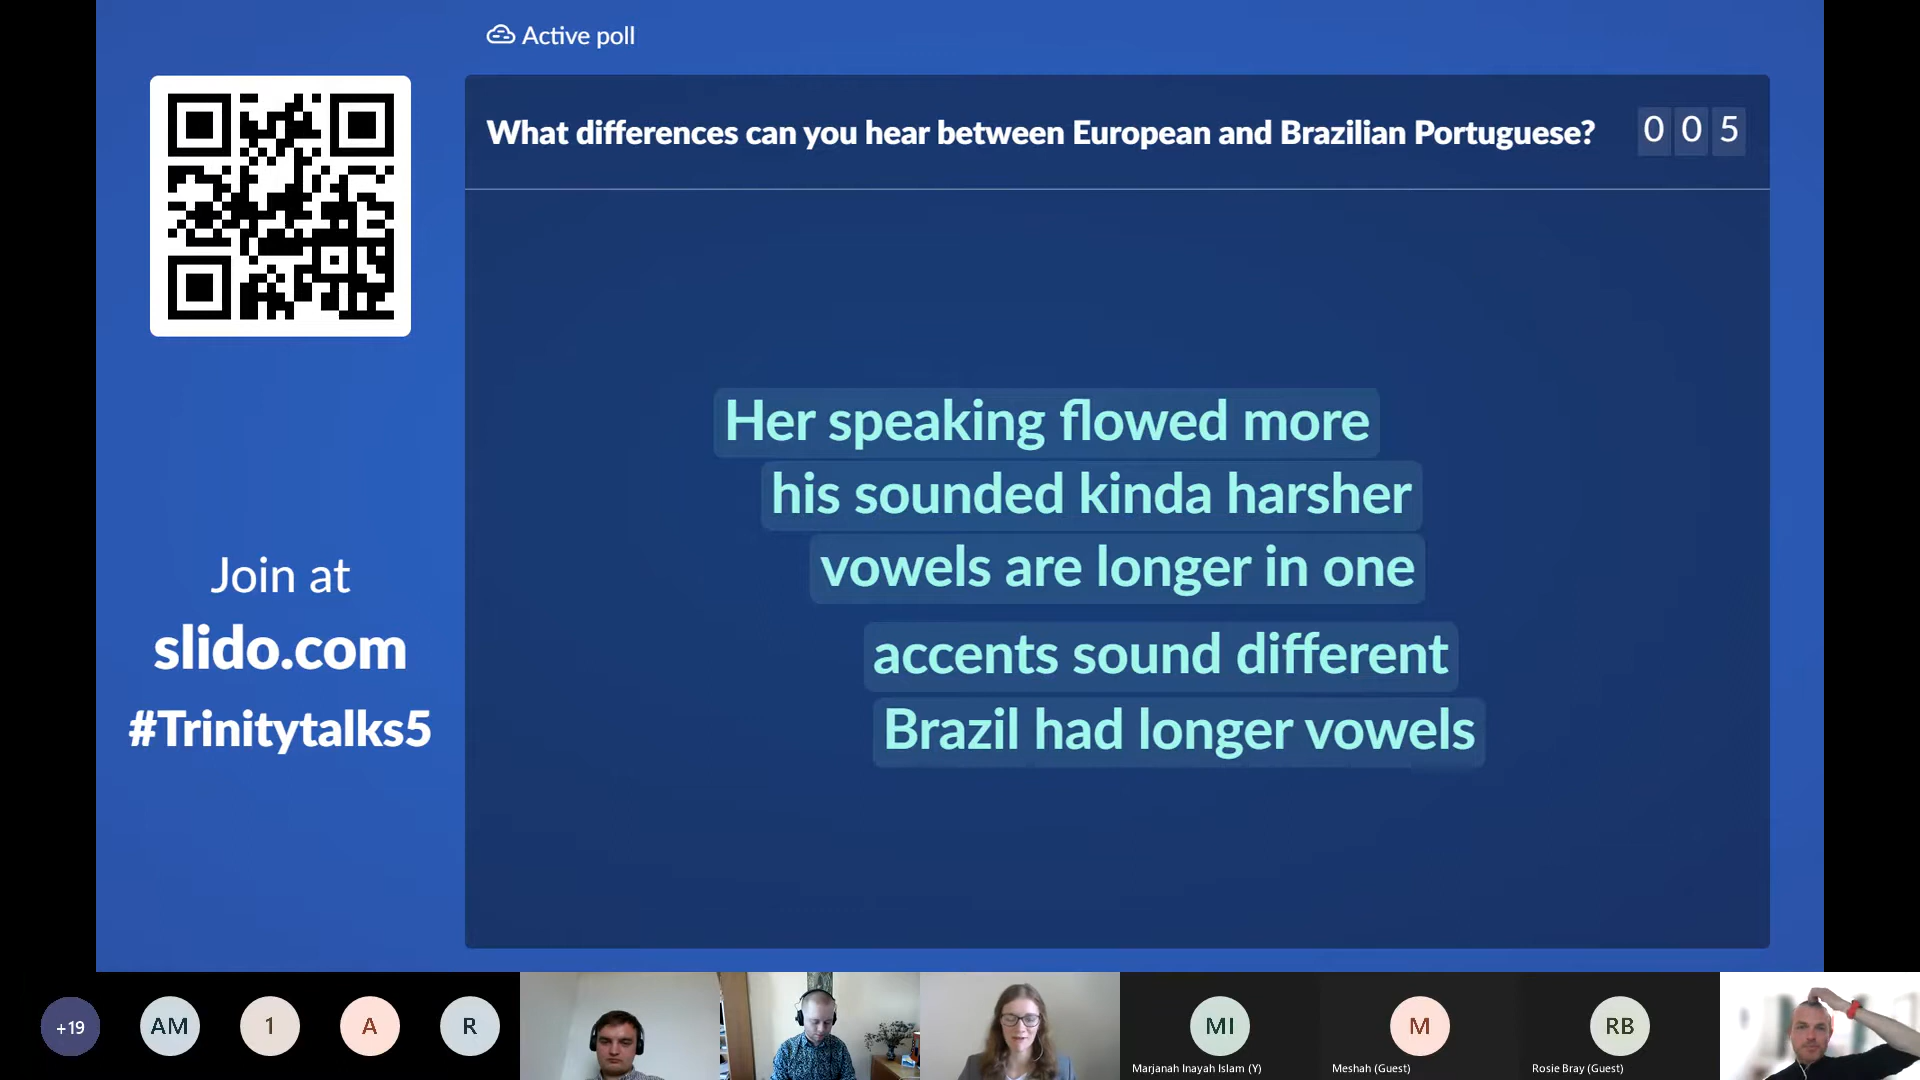 Active poll
What differences can you hear between European and Brazilian Portuguese?
0 0 5
Her speaking flowed more
his sounded kinda harsher
vowels are longer in one
accents sound different
Brazil had longer vowels
Join at
slido.com
#Trinitytalks5
+19
AM
1
A
R
MI
Marjanah Inayah Islam (Y)
M
Meshah (Guest)
RB
Rosie Bray (Guest)